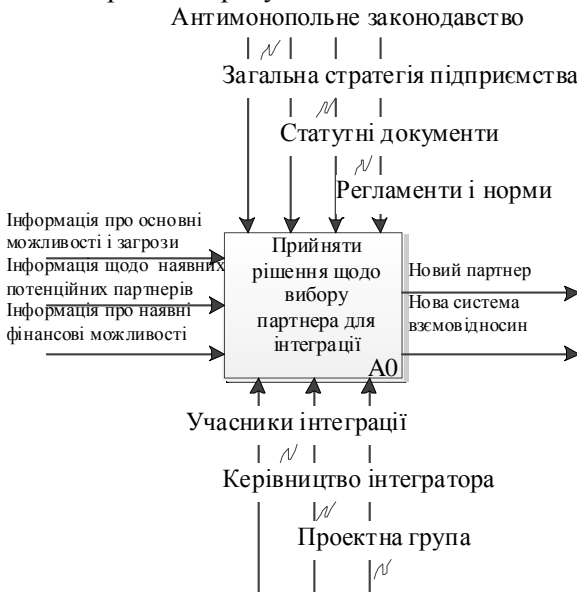 Антимонопольне законодавство
Загальна стратегія підприємства
Статутні документи
Регламенти і норми
Інформація про основні
можливості і загрози
Інформація щодо наявних
потенційних партнерів
Інформація про наявні
фінансові можливості
Прийняти
рішення щодо
вибору
партнера для
інтеграції
A0
Новий партнер
Нова система
взємовідносин
Учасники інтеграції
Керівництво інтегратора
Проектна група